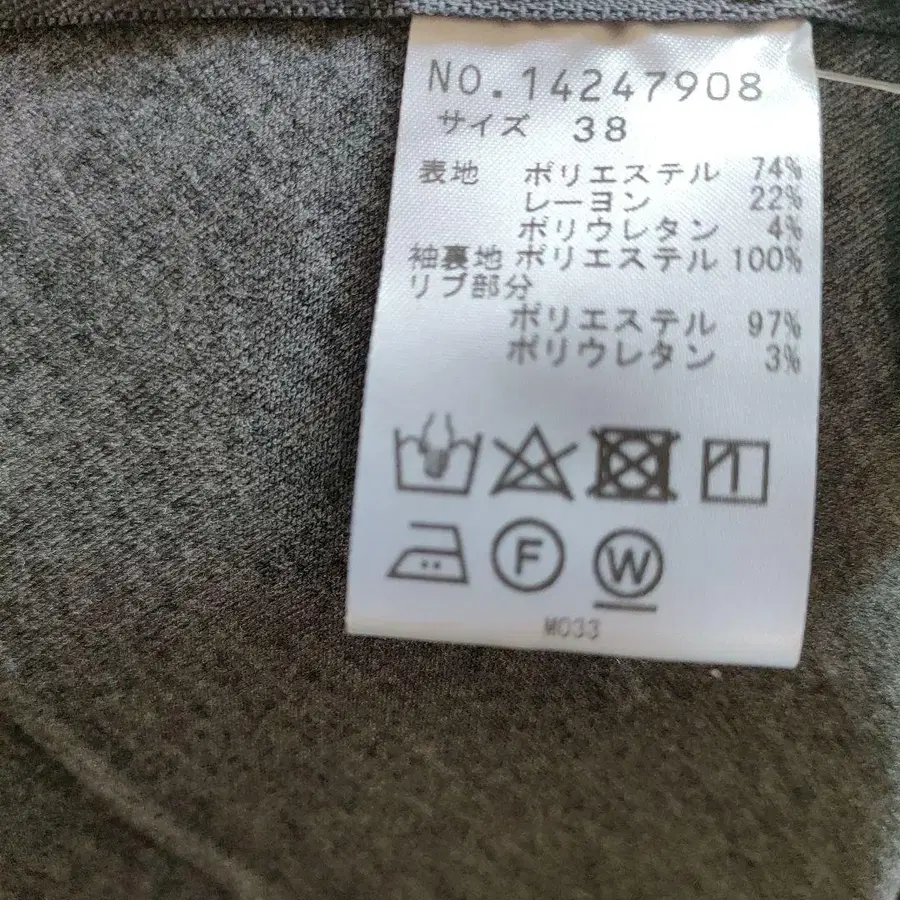 NO.14247908
サイズ 38
表地 ポリエステル 74%
レーヨン 22%
ポリウレタン 4%
袖裏地 ポリエステル 100%
リブ部分
ポリエステル 97%
ポリウレタン 3%
F W
M033